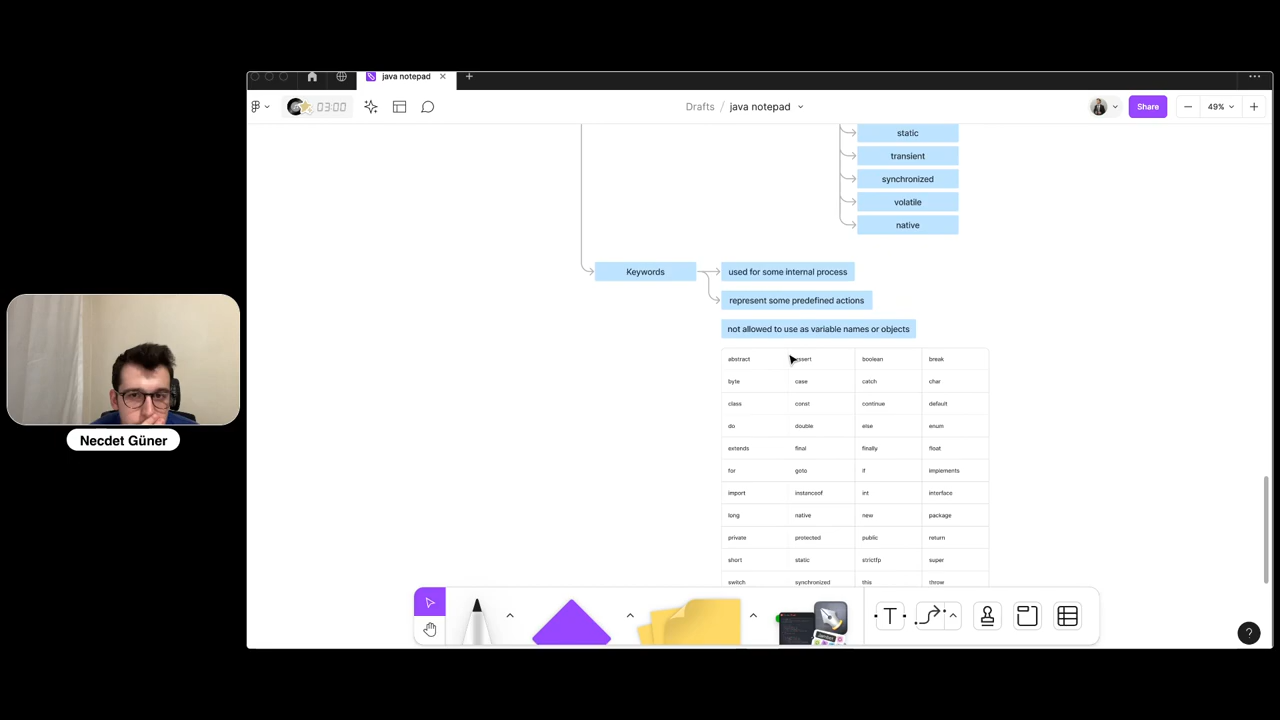 java notepad
03:00
Drafts / java notepad
Share
49%
static
transient
synchronized
volatile
native
Keywords
used for some internal process
represent some predefined actions
not allowed to use as variable names or objects
abstract assert boolean break
byte case catch char
class const continue default
do double else enum
extends final finally float
for goto if implements
import instanceof int interface
long native new package
private protected public return
short static strictfp super
switch synchronized this throw
T
?
Necdet Güner